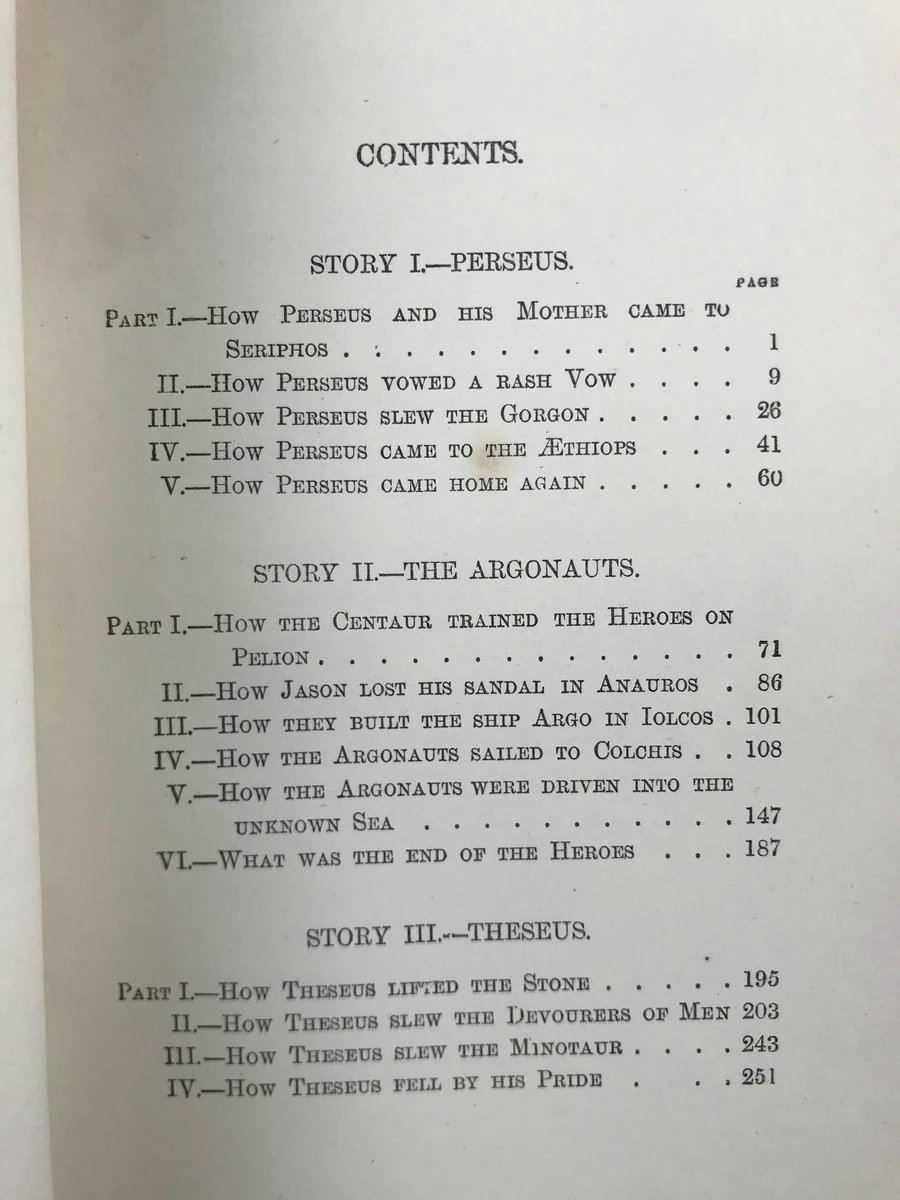 CONTENTS.
STORY I.—PERSEUS.
PAGE
PART I.—HOW PERSEUS AND HIS MOTHER CAME TO
SERIPHOS . . . . . . . . . . . . . 1
II.—HOW PERSEUS VOWED A RASH VOW . . . . 9
III.—HOW PERSEUS SLEW THE GORGON . . . . . 26
IV.—HOW PERSEUS CAME TO THE ÆTHIOPS . . . 41
V.—HOW PERSEUS CAME HOME AGAIN . . . . . 60
STORY II.—THE ARGONAUTS.
PART I.—HOW THE CENTAUR TRAINED THE HEROES ON
PELION . . . . . . . . . . . . . . 71
II.—HOW JASON LOST HIS SANDAL IN ANAUROS . 86
III.—HOW THEY BUILT THE SHIP ARGO IN IOLCOS . 101
IV.—HOW THE ARGONAUTS SAILED TO COLCHIS . . 108
V.—HOW THE ARGONAUTS WERE DRIVEN INTO THE
UNKNOWN SEA . . . . . . . . . . . 147
VI.—WHAT WAS THE END OF THE HEROES . . . 187
STORY III.—THESEUS.
PART I.—HOW THESEUS LIFTED THE STONE . . . . . 195
II.—HOW THESEUS SLEW THE DEVOURERS OF MEN 203
III.—HOW THESEUS SLEW THE MINOTAUR . . . . 243
IV.—HOW THESEUS FELL BY HIS PRIDE . . . 251